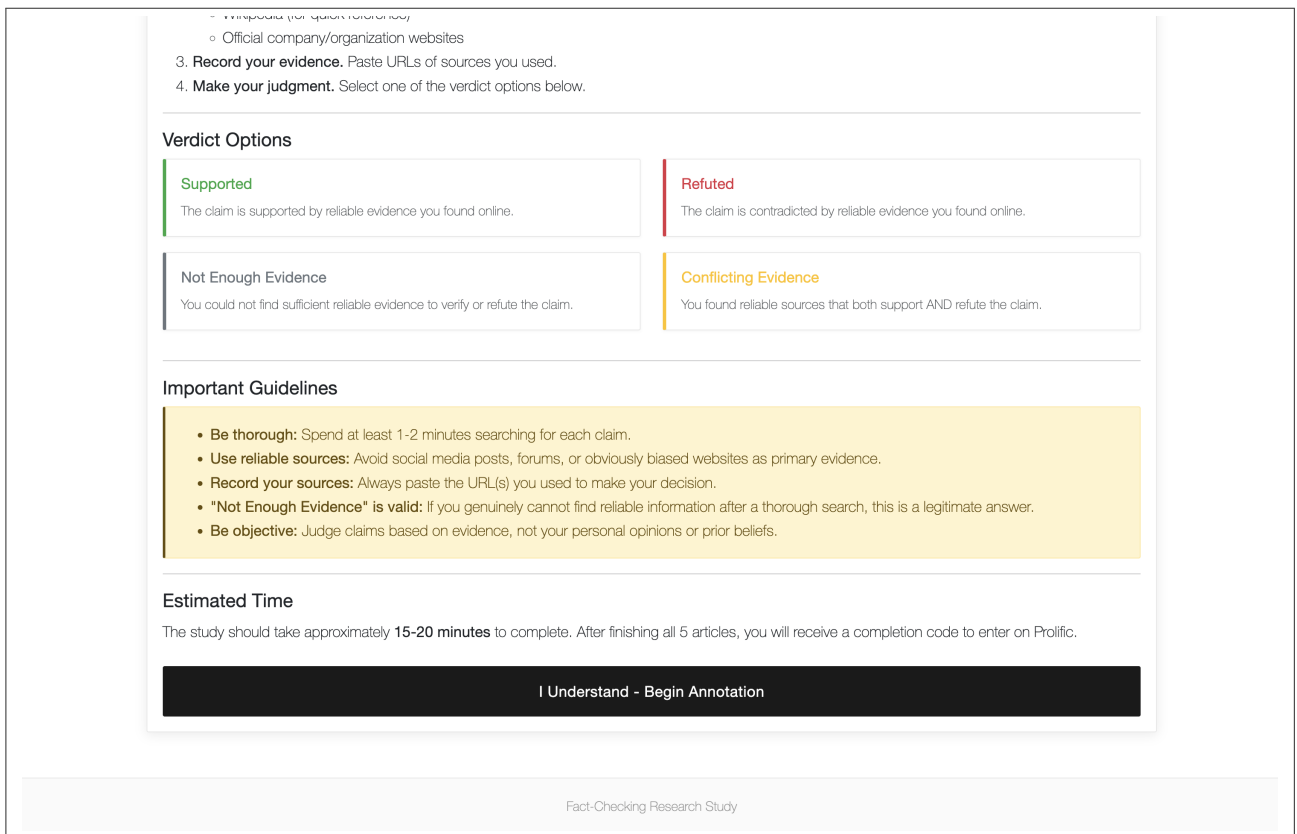 Wikipedia (for quick reference)
Official company/organization websites
3. Record your evidence. Paste URLs of sources you used.
4. Make your judgment. Select one of the verdict options below.
Verdict Options
Supported
The claim is supported by reliable evidence you found online.
Refuted
The claim is contradicted by reliable evidence you found online.
Not Enough Evidence
You could not find sufficient reliable evidence to verify or refute the claim.
Conflicting Evidence
You found reliable sources that both support AND refute the claim.
Important Guidelines
• Be thorough: Spend at least 1-2 minutes searching for each claim.
• Use reliable sources: Avoid social media posts, forums, or obviously biased websites as primary evidence.
• Record your sources: Always paste the URL(s) you used to make your decision.
• "Not Enough Evidence" is valid: If you genuinely cannot find reliable information after a thorough search, this is a legitimate answer.
• Be objective: Judge claims based on evidence, not your personal opinions or prior beliefs.
Estimated Time
The study should take approximately 15-20 minutes to complete. After finishing all 5 articles, you will receive a completion code to enter on Prolific.
I Understand - Begin Annotation
Fact-Checking Research Study